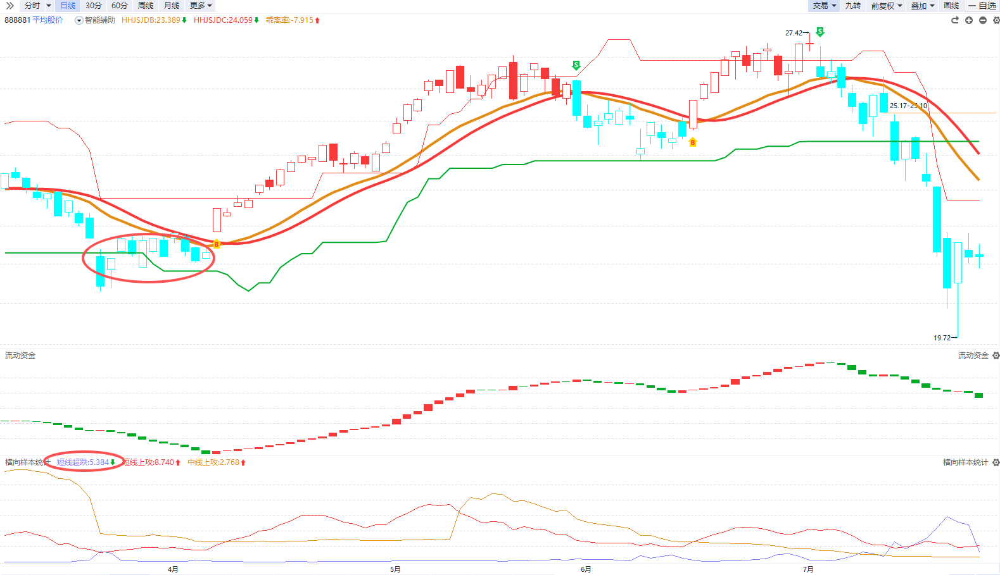 分时 日线 30分 60分 周线 月线 更多 交易 九转 前复权 叠加 画线 一 自选
888881 平均股价 智能辅助 HHJSJDB:23.389 HHJSJDC:24.059 乖离率:-7.915
27.42
S
S
25.17-25.10
B
B
19.72
流动资金 流动资金
横向样本统计 短线超跌:5.384 短线上攻:8.740 中线上攻:2.768 横向样本统计
4月 5月 6月 7月